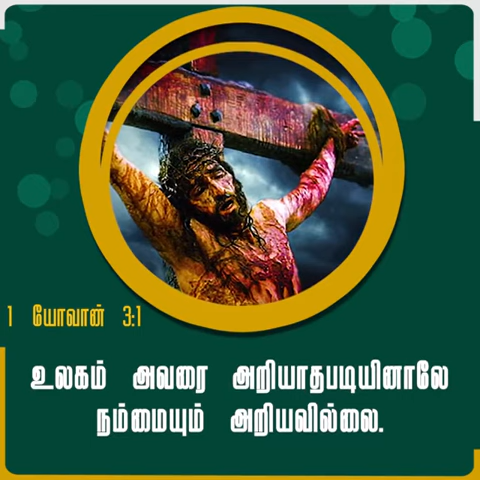 1 யோவான் 3:1
உலகம் அவரை அறியாதபடியினாலே
நம்மையும் அறியவில்லை.